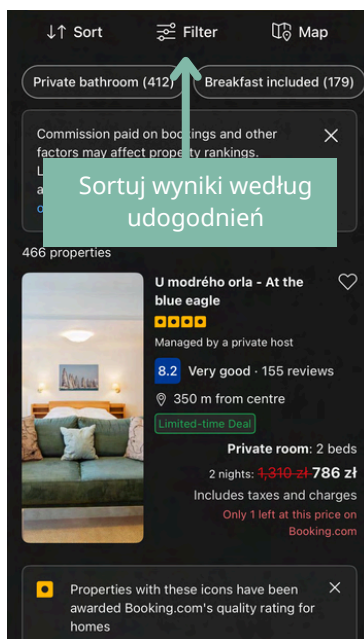 Sort
Filter
Map
Private bathroom (412)
Breakfast included (179)
Commission paid on bookings and other
factors may affect property rankings.
Sortuj wyniki według
udogodnień
466 properties
U modrého orla - At the
blue eagle
Managed by a private host
8.2 Very good · 155 reviews
350 m from centre
Limited-time Deal
Private room: 2 beds
2 nights: 1,310 zł 786 zł
Includes taxes and charges
Only 1 left at this price on
Booking.com
Properties with these icons have been
awarded Booking.com's quality rating for
homes